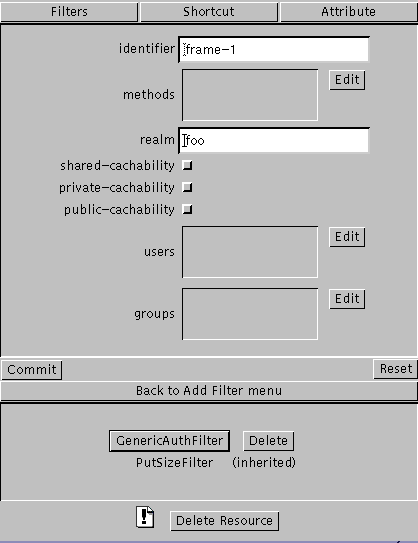 Filters Shortcut Attribute
identifier frame-1
methods Edit
realm foo
shared-cachability
private-cachability
public-cachability
users Edit
groups Edit
Commit Reset
Back to Add Filter menu
GenericAuthFilter Delete
PutSizeFilter (inherited)
Delete Resource